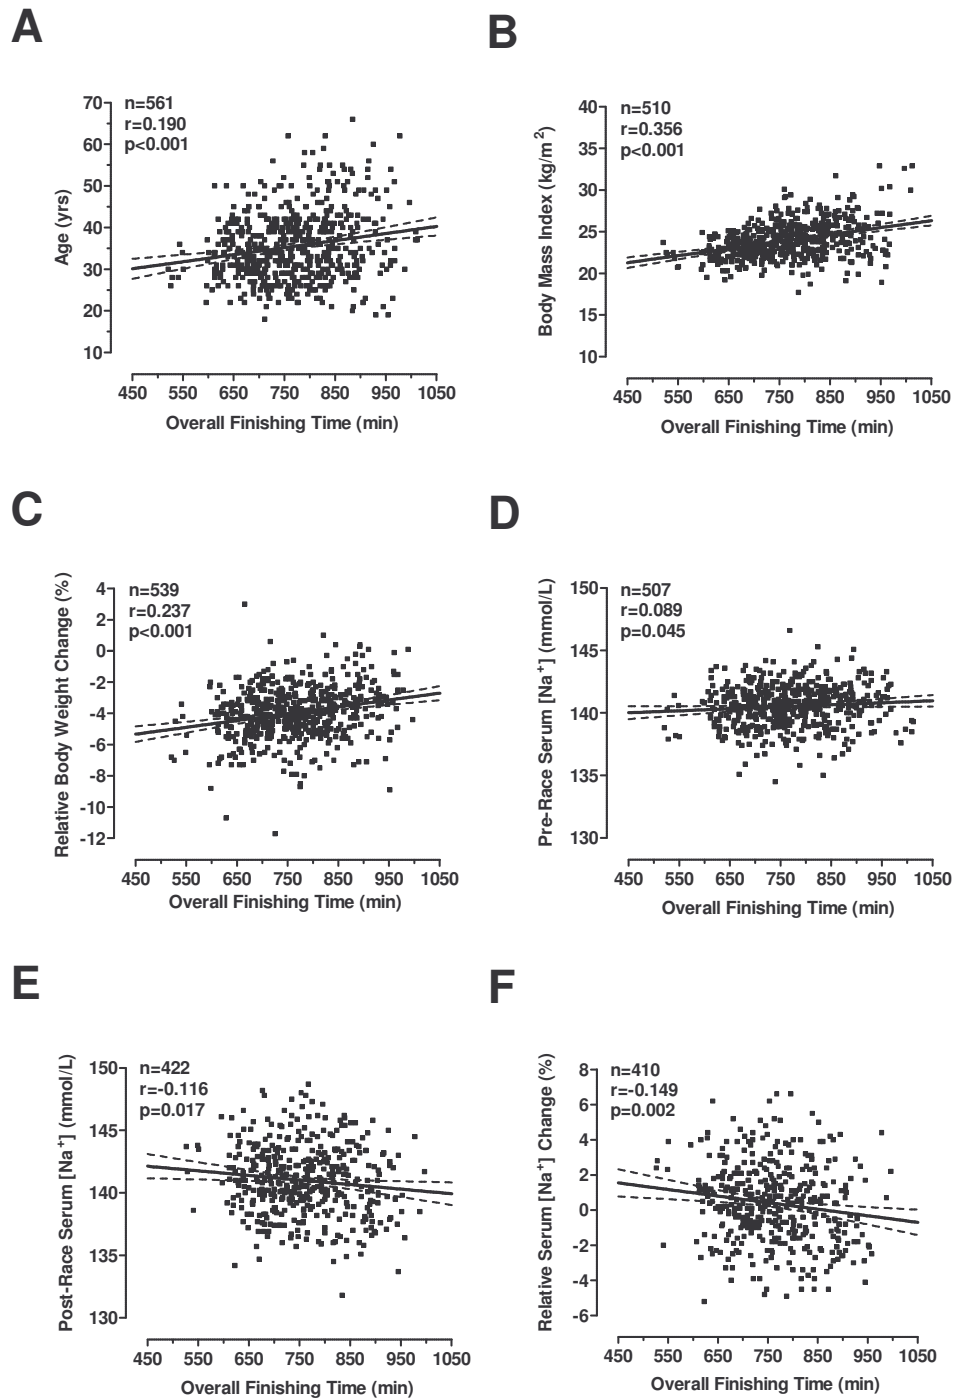 A
n=561
r=0.190
p<0.001
Age (yrs)
70
60
50
40
30
20
10
450 550 650 750 850 950 1050
Overall Finishing Time (min)
B
n=510
r=0.356
p<0.001
Body Mass Index (kg/m²)
40
35
30
25
20
15
10
450 550 650 750 850 950 1050
Overall Finishing Time (min)
C
n=539
r=0.237
p<0.001
Relative Body Weight Change (%)
4
2
0
-2
-4
-6
-8
-10
-12
450 550 650 750 850 950 1050
Overall Finishing Time (min)
D
n=507
r=0.089
p=0.045
Pre-Race Serum [Na⁺] (mmol/L)
150
145
140
135
130
450 550 650 750 850 950 1050
Overall Finishing Time (min)
E
n=422
r=-0.116
p=0.017
Post-Race Serum [Na⁺] (mmol/L)
150
145
140
135
130
450 550 650 750 850 950 1050
Overall Finishing Time (min)
F
n=410
r=-0.149
p=0.002
Relative Serum [Na⁺] Change (%)
8
6
4
2
0
-2
-4
-6
450 550 650 750 850 950 1050
Overall Finishing Time (min)